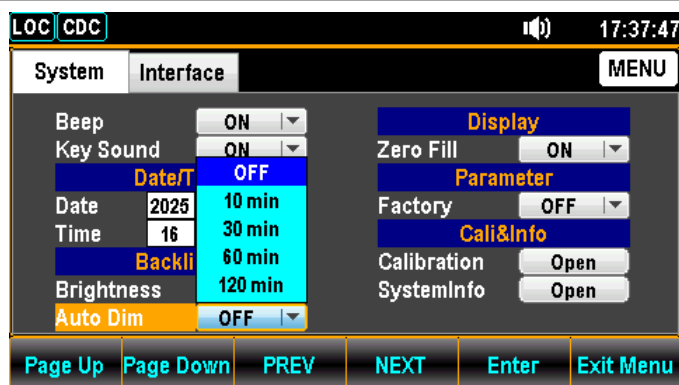 LOC CDC 17:37:47
System Interface MENU
Beep ON
Key Sound ON
Date/T
Date 2025
Time 16
Backli
Brightness
Auto Dim OFF
OFF
10 min
30 min
60 min
120 min
Display
Zero Fill ON
Parameter
Factory OFF
Cali&Info
Calibration Open
SystemInfo Open
Page Up Page Down PREV NEXT Enter Exit Menu